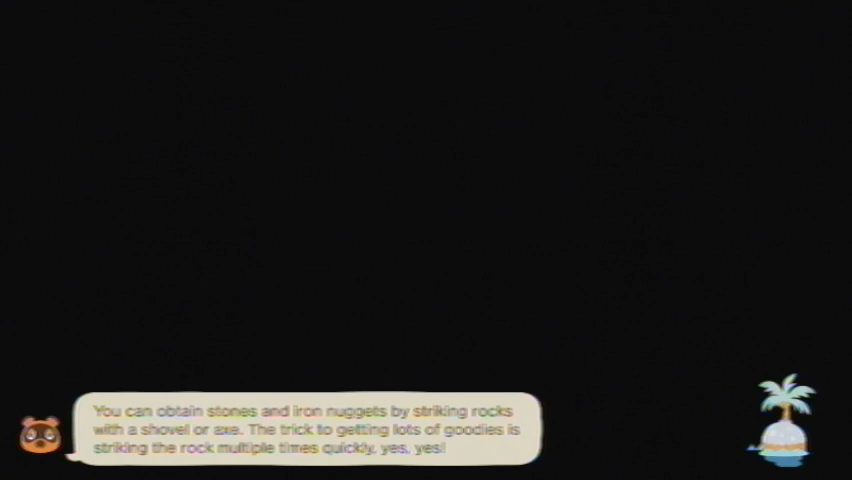 You can obtain stones and iron nuggets by striking rocks
with a shovel or axe. The trick to getting lots of goodies is
striking the rock multiple times quickly, yes, yes!